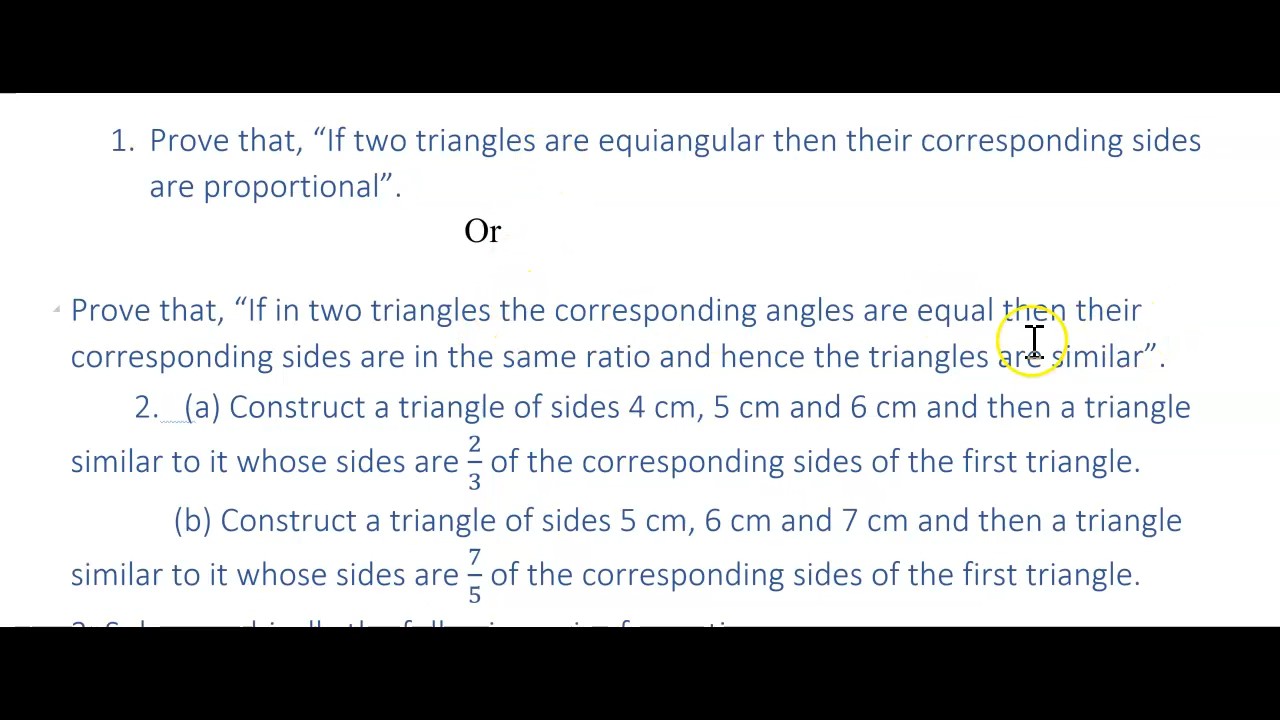 1. Prove that, “If two triangles are equiangular then their corresponding sides
are proportional”.
Or
Prove that, “If in two triangles the corresponding angles are equal then their
corresponding sides are in the same ratio and hence the triangles are similar”.
2. (a) Construct a triangle of sides 4 cm, 5 cm and 6 cm and then a triangle
similar to it whose sides are 2/3 of the corresponding sides of the first triangle.
(b) Construct a triangle of sides 5 cm, 6 cm and 7 cm and then a triangle
similar to it whose sides are 7/5 of the corresponding sides of the first triangle.